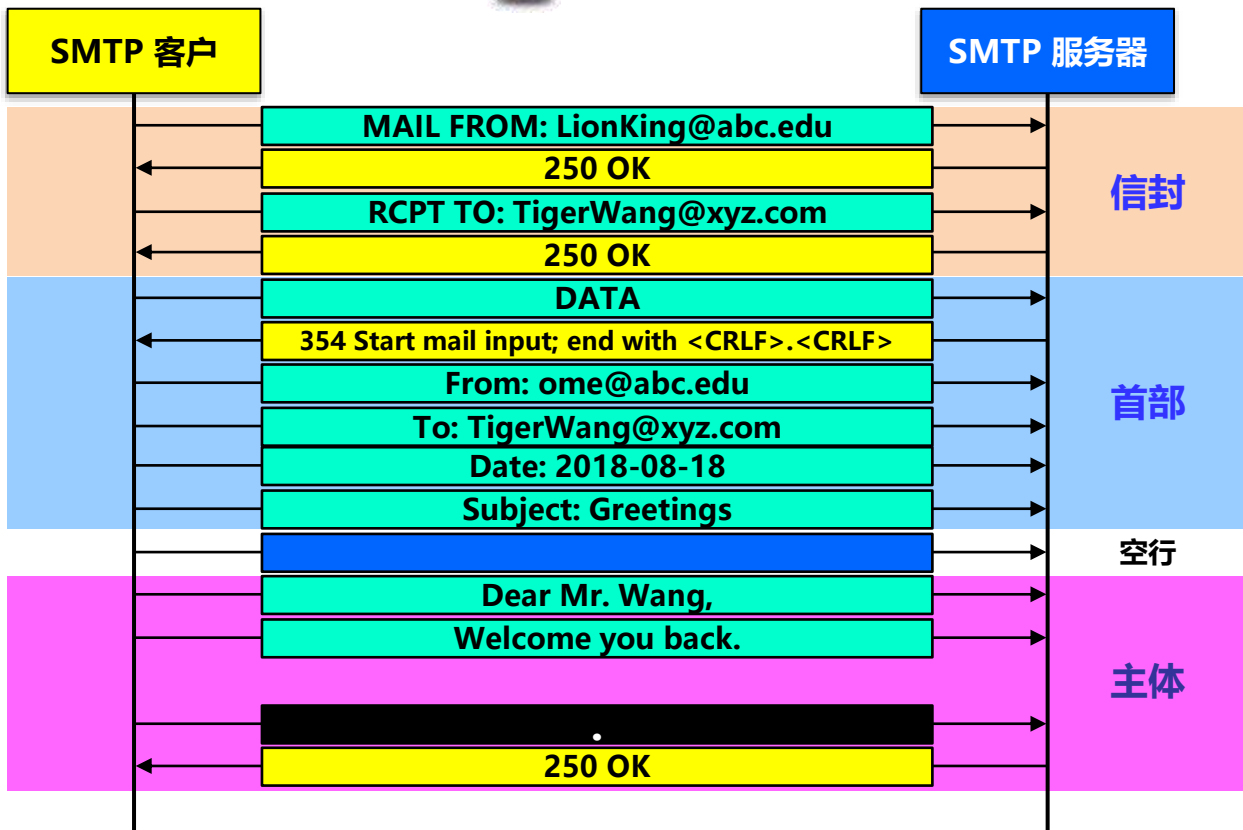 SMTP 客户
SMTP 服务器
MAIL FROM: LionKing@abc.edu
250 OK
信封
RCPT TO: TigerWang@xyz.com
250 OK
DATA
354 Start mail input; end with <CRLF>.<CRLF>
From: ome@abc.edu
首部
To: TigerWang@xyz.com
Date: 2018-08-18
Subject: Greetings
空行
Dear Mr. Wang,
Welcome you back.
主体
.
250 OK